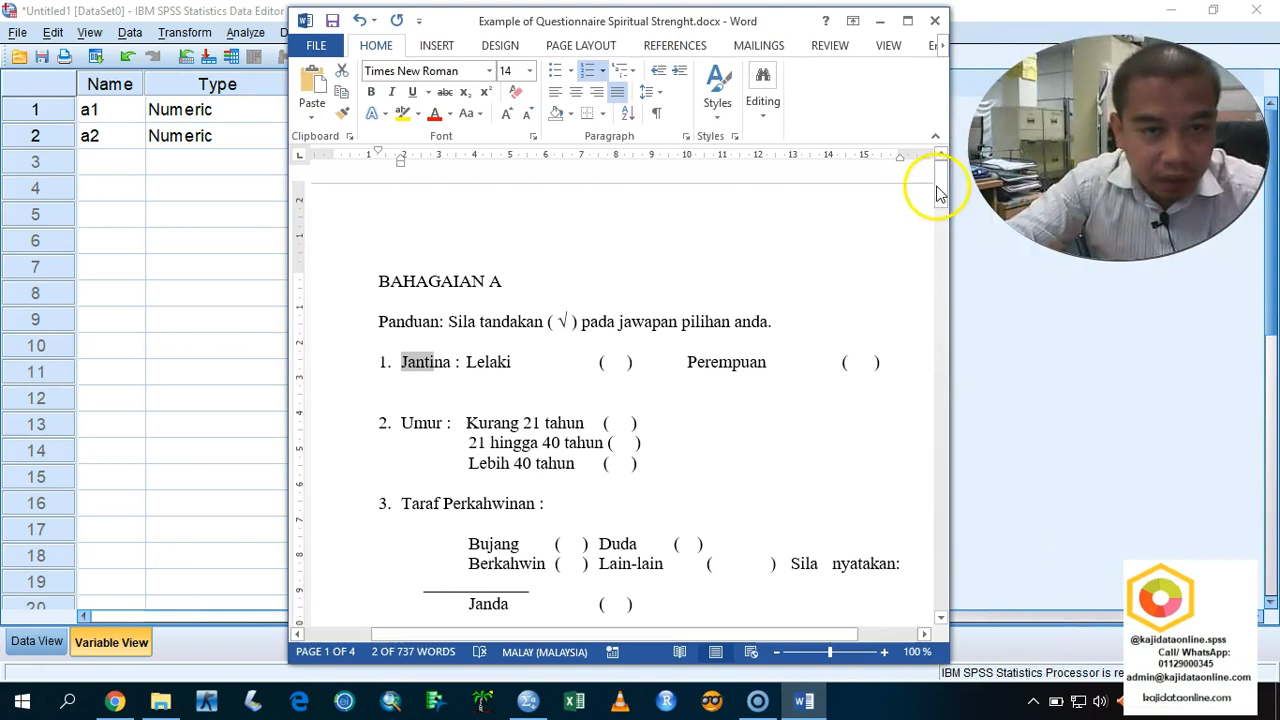 *Untitled1 [DataSet0] - IBM SPSS Statistics Data Editor
File Edit View Data Transform Analyze
Name Type
1 a1 Numeric
2 a2 Numeric
3
4
5
6
7
8
9
10
11
12
13
14
15
16
17
18
19
20
Data View Variable View
Example of Questionnaire Spiritual Strenght.docx - Word
FILE HOME INSERT DESIGN PAGE LAYOUT REFERENCES MAILINGS REVIEW VIEW
Times New Roman 14
Paste
Styles
Editing
Clipboard Font Paragraph Styles
BAHAGAIAN A
Panduan: Sila tandakan ( √ ) pada jawapan pilihan anda.
1. Jantina : Lelaki ( ) Perempuan ( )
2. Umur : Kurang 21 tahun ( )
21 hingga 40 tahun ( )
Lebih 40 tahun ( )
3. Taraf Perkahwinan :
Bujang ( ) Duda ( )
Berkahwin ( ) Lain-lain ( ) Sila nyatakan:
____________
Janda ( )
PAGE 1 OF 4 2 OF 737 WORDS MALAY (MALAYSIA) 100 %
IBM SPSS Statistics Processor is re
@kajidataonline.spss
Call/ WhatsApp:
01129000345
admin@kajidataonline.com
kajidataonline.com